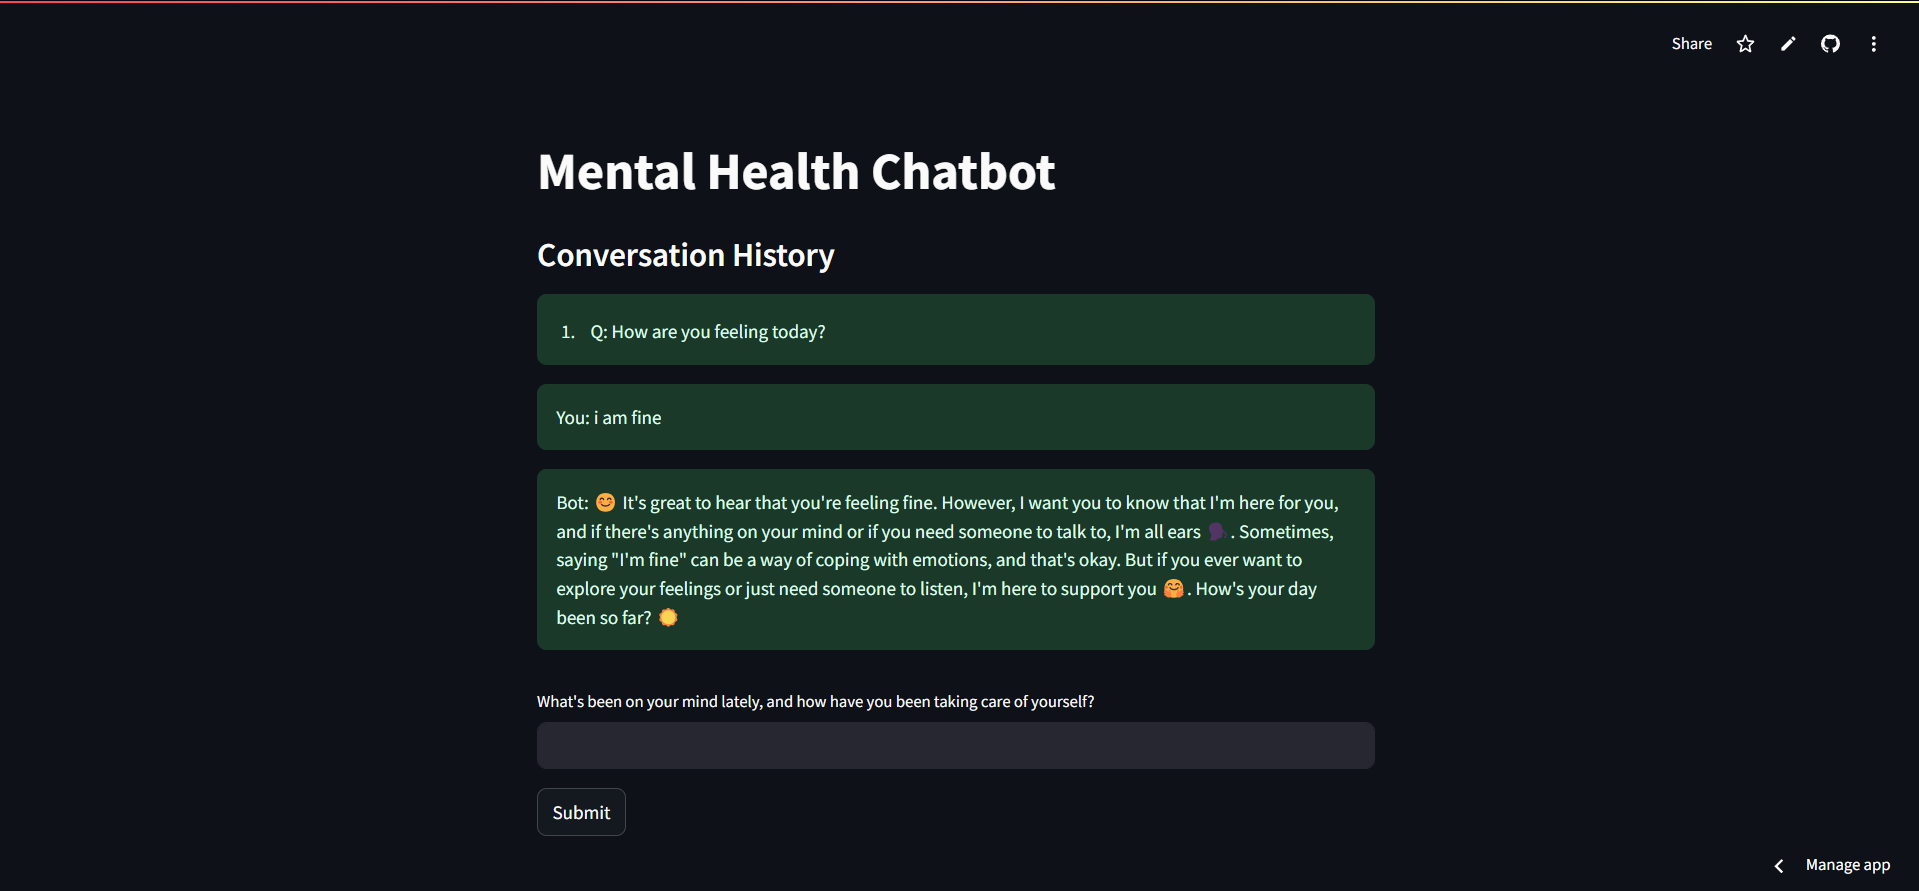 Share
Mental Health Chatbot
Conversation History
1. Q: How are you feeling today?
You: i am fine
Bot: 😊 It's great to hear that you're feeling fine. However, I want you to know that I'm here for you,
and if there's anything on your mind or if you need someone to talk to, I'm all ears 🗣️. Sometimes,
saying "I'm fine" can be a way of coping with emotions, and that's okay. But if you ever want to
explore your feelings or just need someone to listen, I'm here to support you 🤗. How's your day
been so far? ☀️
What's been on your mind lately, and how have you been taking care of yourself?
Submit
Manage app